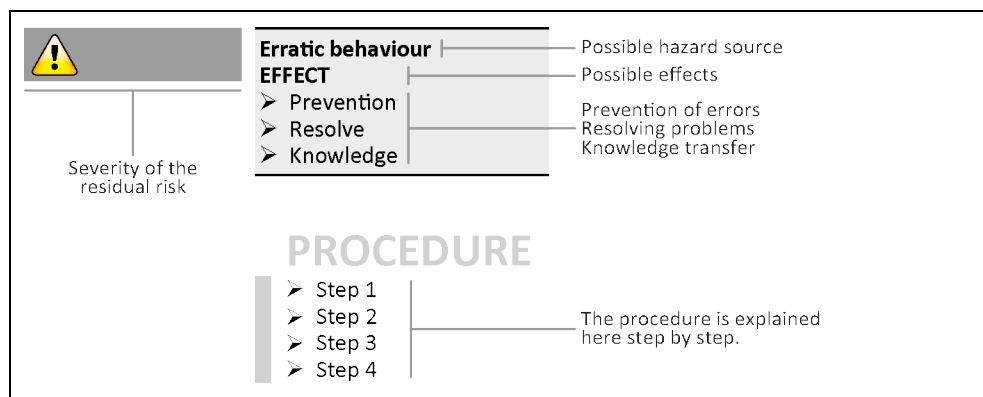 Erratic behaviour
EFFECT
➢ Prevention
➢ Resolve
➢ Knowledge
Possible hazard source
Possible effects
Prevention of errors
Resolving problems
Knowledge transfer
Severity of the
residual risk
PROCEDURE
➢ Step 1
➢ Step 2
➢ Step 3
➢ Step 4
The procedure is explained
here step by step.